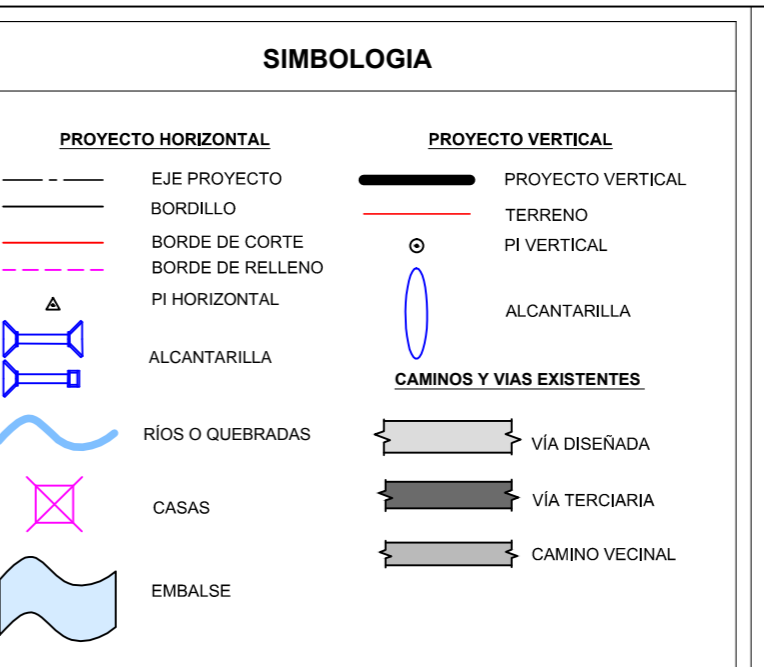 SIMBOLOGIA
PROYECTO HORIZONTAL
EJE PROYECTO
BORDILLO
BORDE DE CORTE
BORDE DE RELLENO
PI HORIZONTAL
ALCANTARILLA
RÍOS O QUEBRADAS
CASAS
EMBALSE
PROYECTO VERTICAL
PROYECTO VERTICAL
TERRENO
PI VERTICAL
ALCANTARILLA
CAMINOS Y VIAS EXISTENTES
VÍA DISEÑADA
VÍA TERCIARIA
CAMINO VECINAL